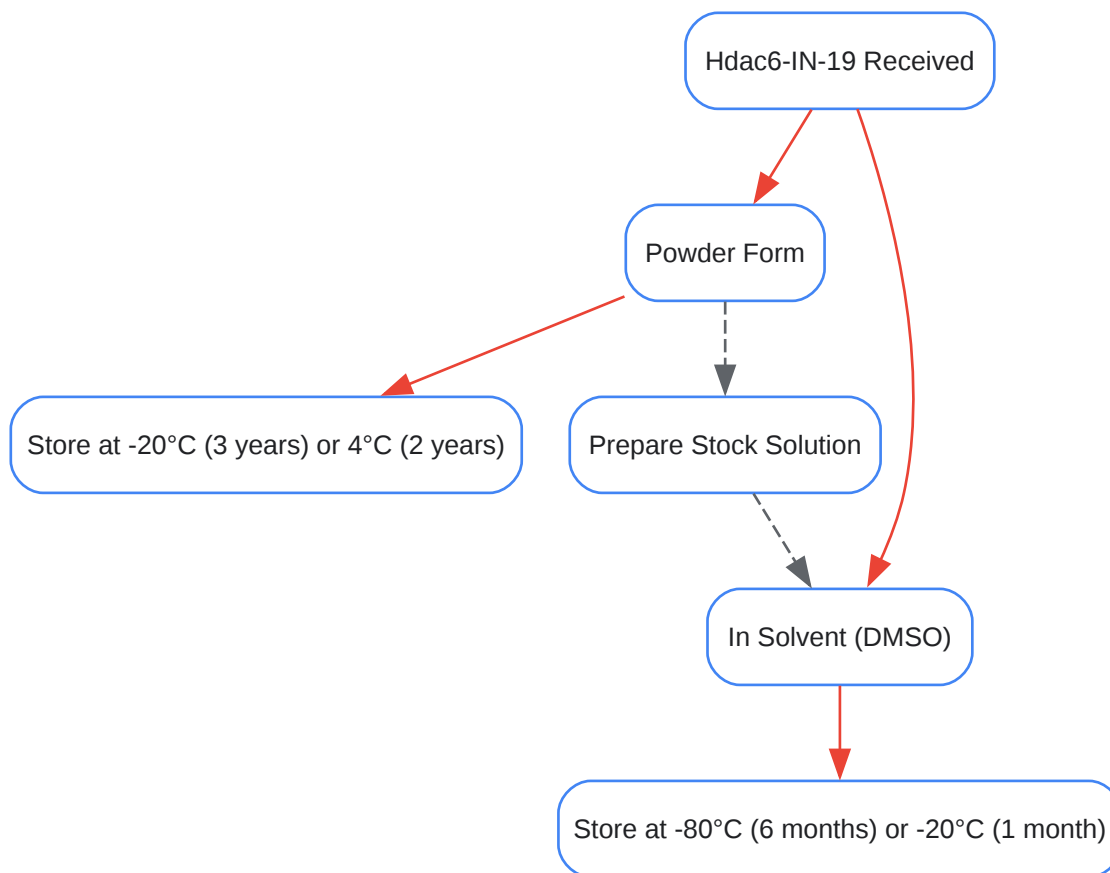 Hdac6-IN-19 Received
Powder Form
Store at -20°C (3 years) or 4°C (2 years)
Prepare Stock Solution
In Solvent (DMSO)
Store at -80°C (6 months) or -20°C (1 month)